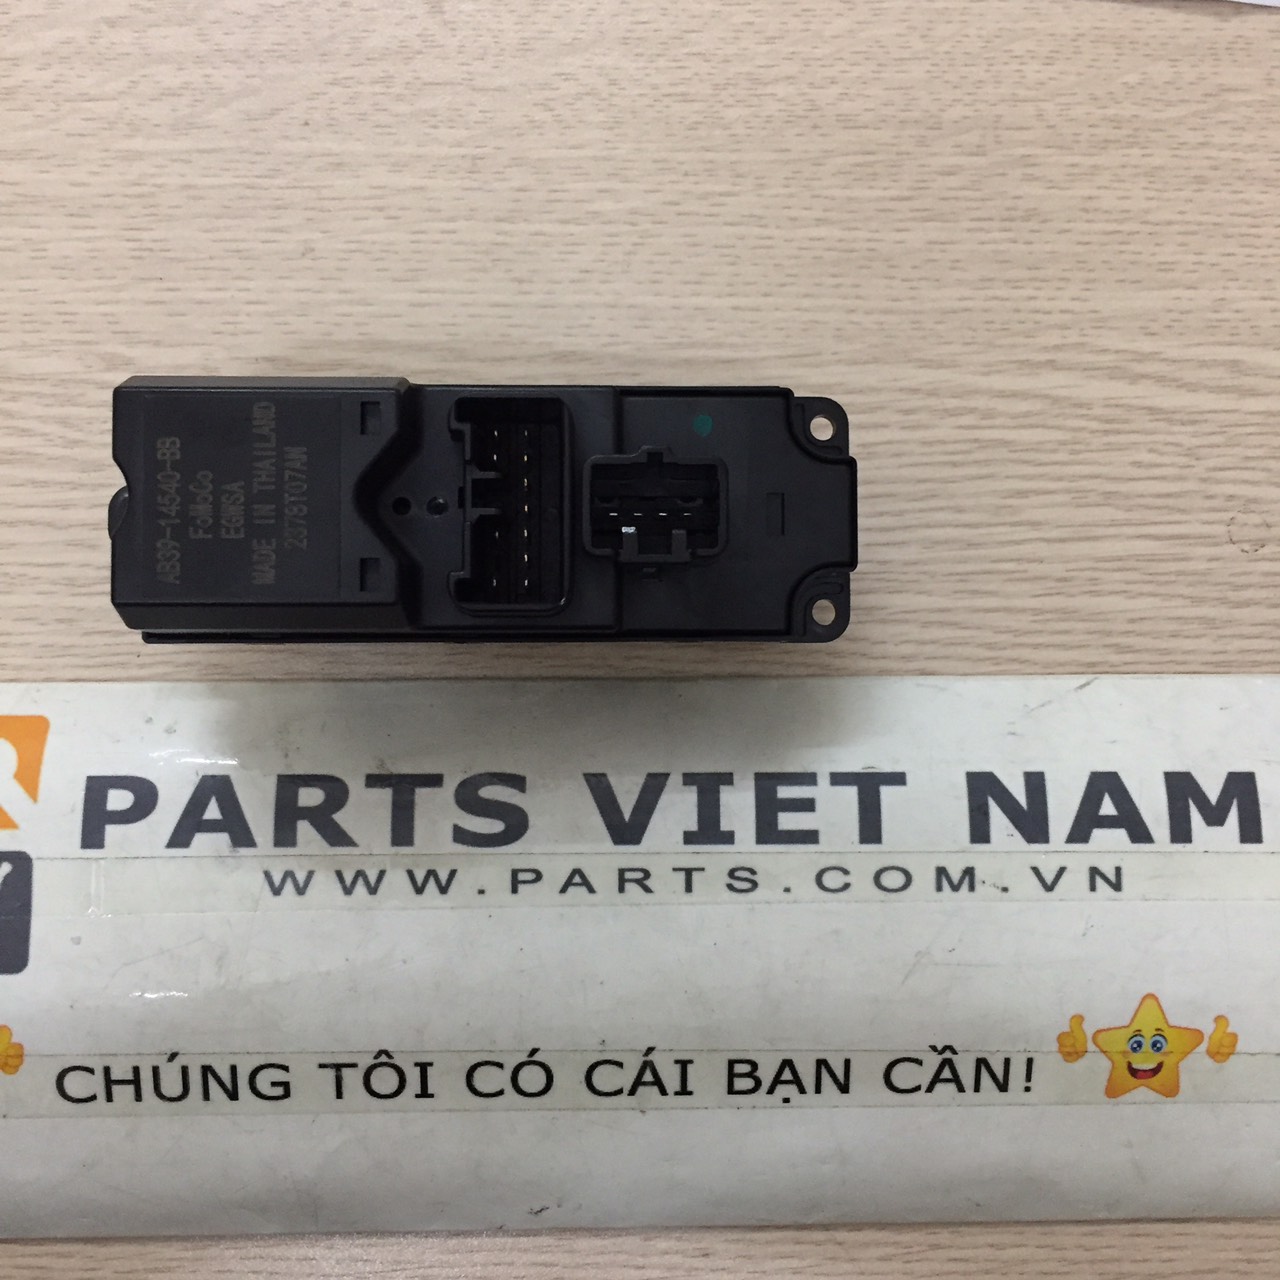 AB39-14540-BB
FoMoCo
EGWSA
MADE IN THAILAND
2378T07AM
PARTS VIET NAM
WWW.PARTS.COM.VN
CHÚNG TÔI CÓ CÁI BẠN CẦN!